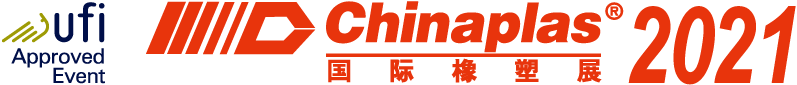 ufi
Approved
Event
Chinaplas® 2021
国际橡塑展